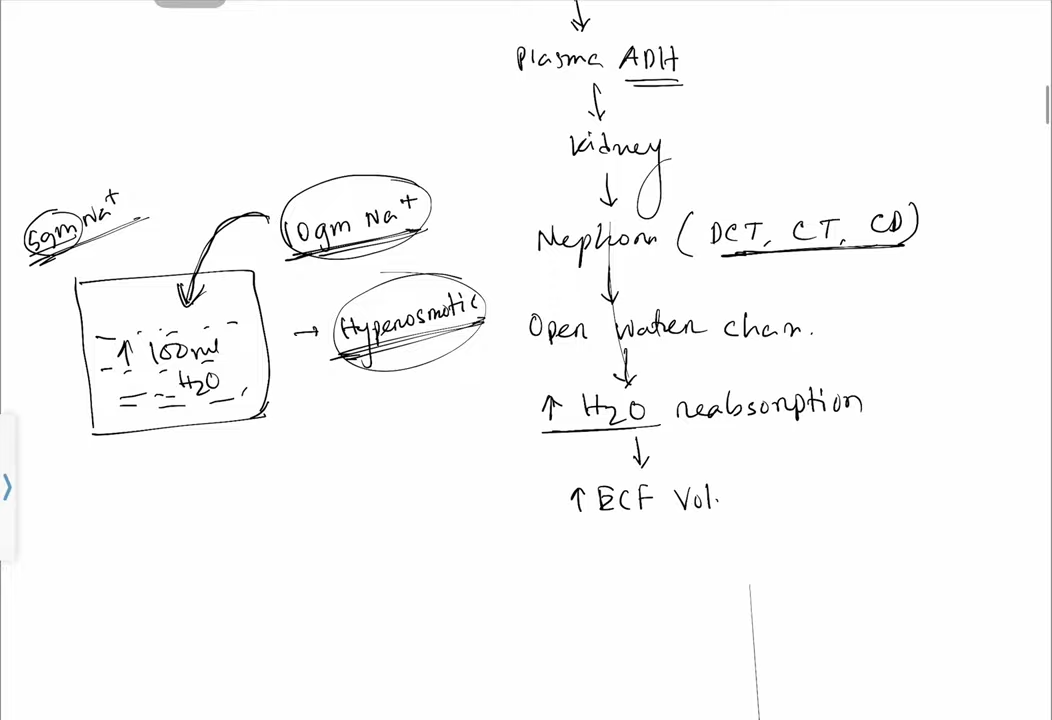 5gm Na+
10gm Na+
↑ 100ml
H2O
→ Hyperosmotic
Plasma ADH
Kidney
Nephorn ( DCT, CT, CD )
Open water chan.
↑ H2O reabsorption
↑ ECF Vol.